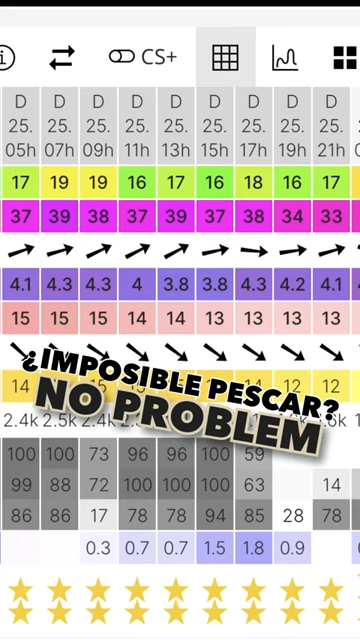 i CS+
D D D D D D D D D
25. 25. 25. 25. 25. 25. 25. 25. 25.
05h 07h 09h 11h 13h 15h 17h 19h 21h
17 19 19 16 17 16 18 16 17
37 39 38 37 39 37 38 34 33
4.1 4.3 4.3 4 3.8 3.8 4.3 4.2 4.1
15 15 15 14 14 13 13 13 13
¿IMPOSIBLE PESCAR?
14 12 12
NO PROBLEM
2.4k 2.5k 2.4k
100 100 73 96 96 100 59
99 88 72 100 100 100 63 14
86 86 17 78 78 94 85 28 78
0.3 0.7 0.7 1.5 1.8 0.9